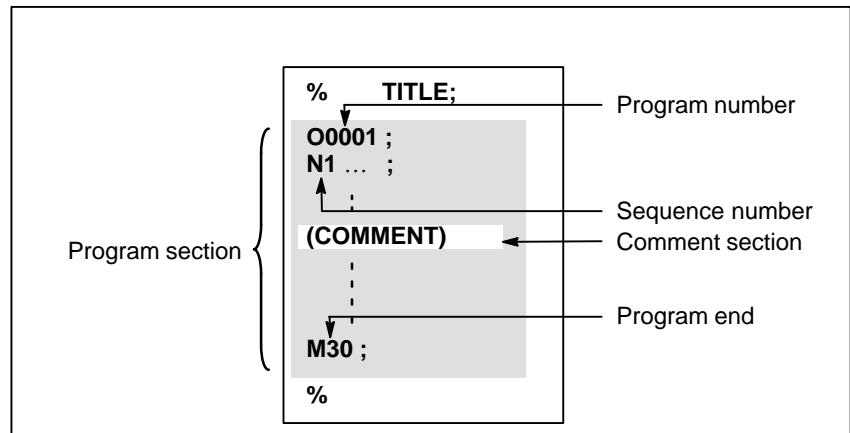 % TITLE;
Program number
O0001 ;
N1 ... ;
Sequence number
(COMMENT)
Comment section
Program section
Program end
M30 ;
%